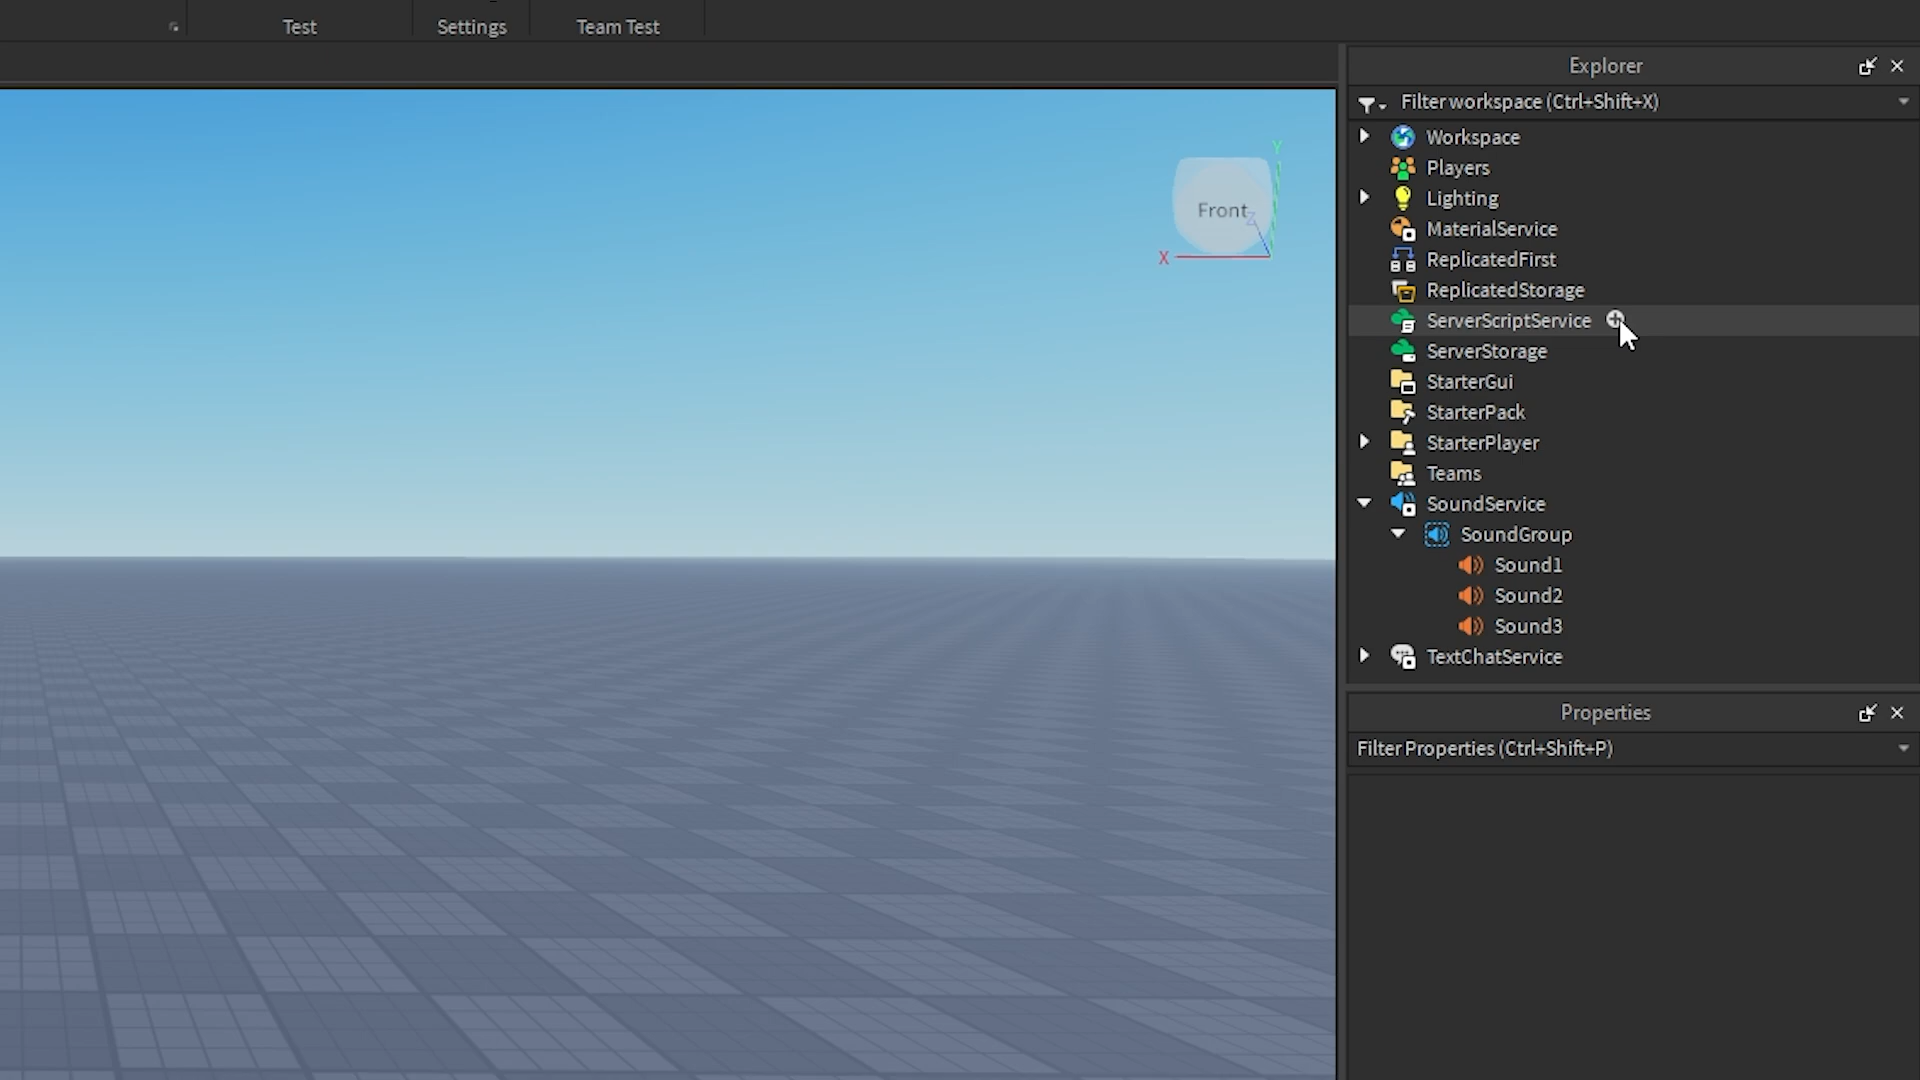 Test
Settings
Team Test
Explorer
Filter workspace (Ctrl+Shift+X)
Workspace
Players
Lighting
MaterialService
ReplicatedFirst
ReplicatedStorage
ServerScriptService
ServerStorage
StarterGui
StarterPack
StarterPlayer
Teams
SoundService
SoundGroup
Sound1
Sound2
Sound3
TextChatService
Properties
Filter Properties (Ctrl+Shift+P)
Y
Front
Z
X